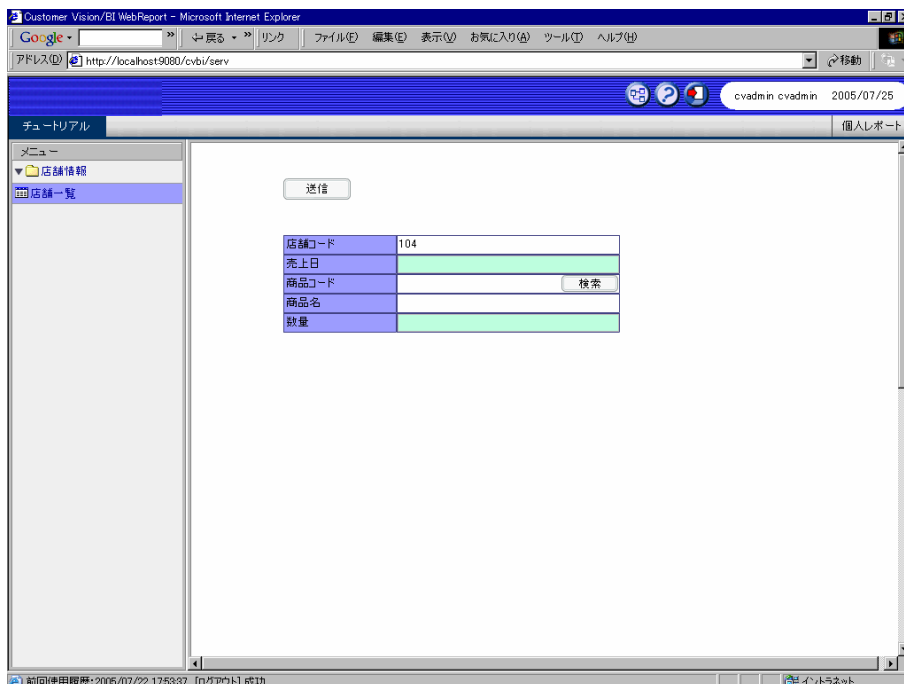 Customer Vision/BI WebReport - Microsoft Internet Explorer
Google » 戻る » リンク ファイル(F) 編集(E) 表示(V) お気に入り(A) ツール(T) ヘルプ(H)
アドレス(D) http://localhost:9080/cvbi/serv 移動
cvadmin cvadmin 2005/07/25
チュートリアル 個人レポート
メニュー
店舗情報
店舗一覧
送信
店舗コード 104
売上日
商品コード 検索
商品名
数量
前回使用履歴:2005/07/22 17:53:37 [ログアウト] 成功 イントラネット